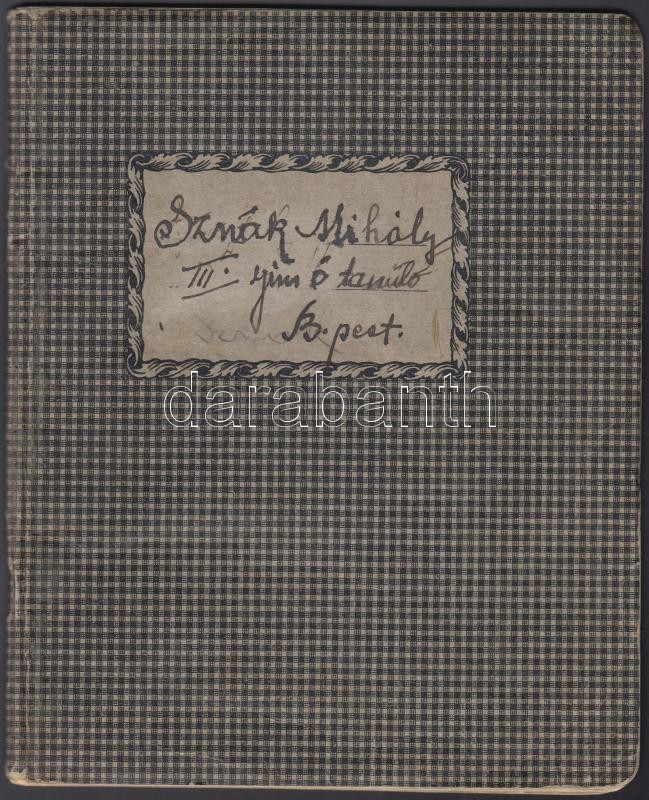 Sznák Mihály
III. gim ó tanuló
B.pest.
darabanth